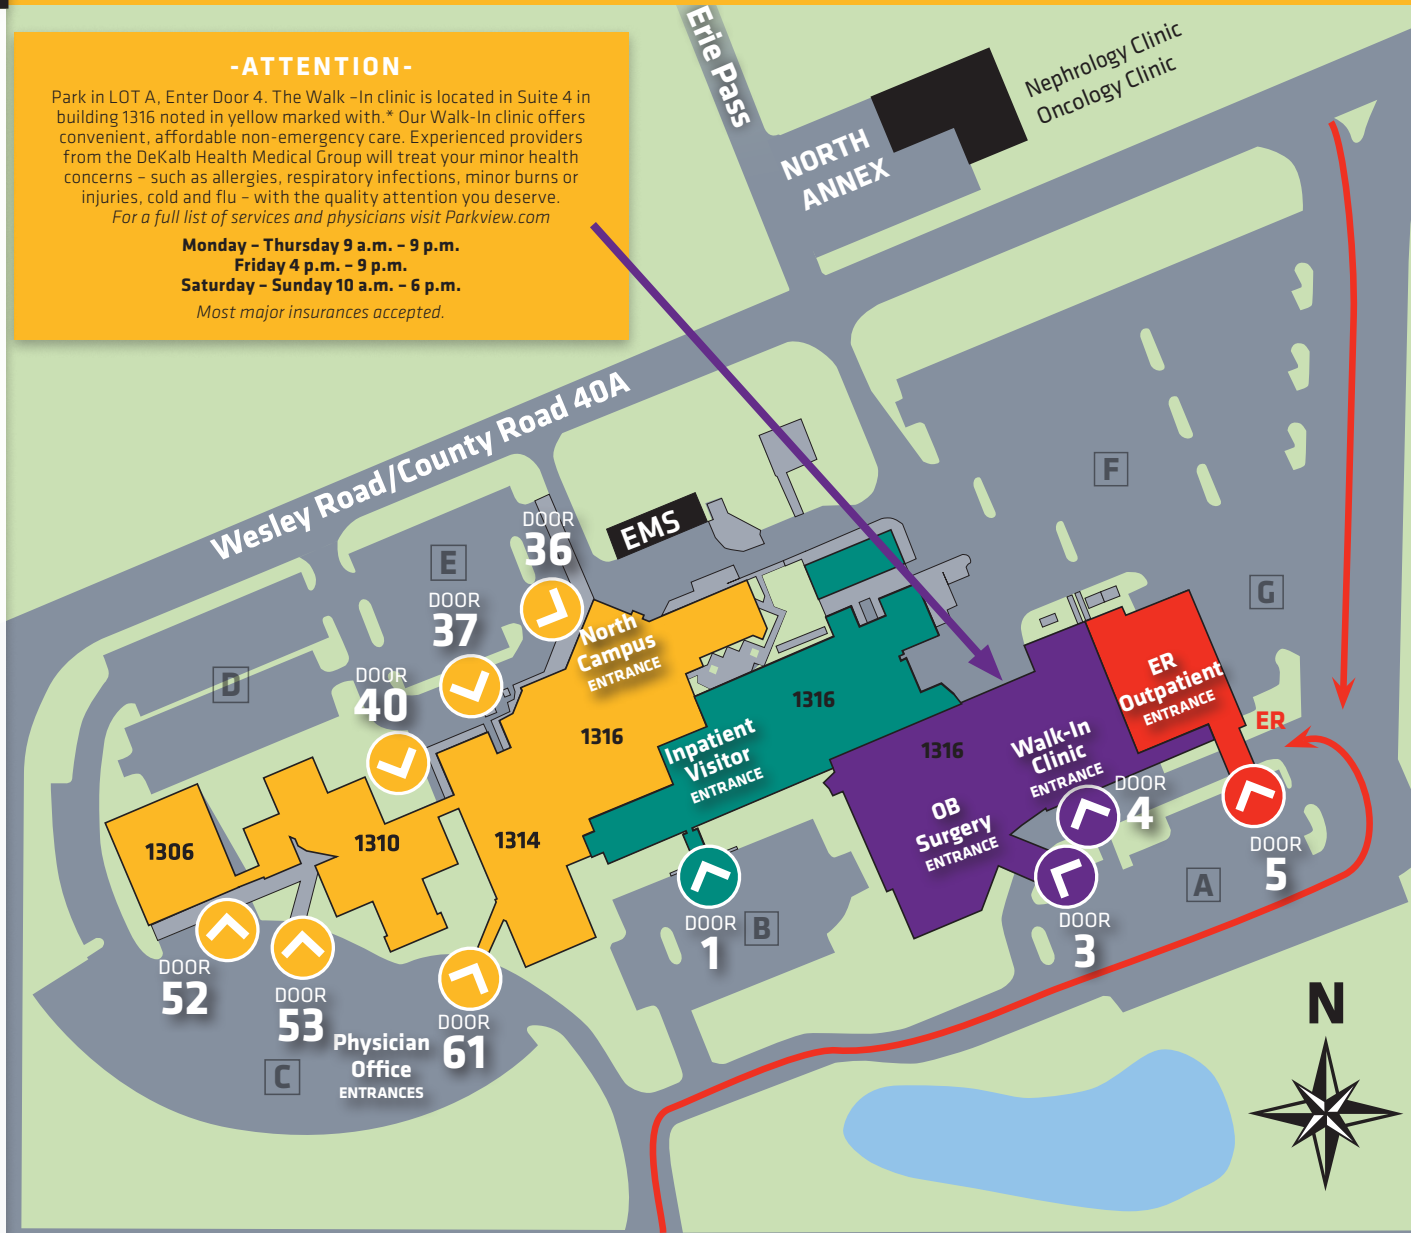 -ATTENTION-
Park in LOT A, Enter Door 4. The Walk –In clinic is located in Suite 4 in
building 1316 noted in yellow marked with.* Our Walk-In clinic offers
convenient, affordable non-emergency care. Experienced providers
from the DeKalb Health Medical Group will treat your minor health
concerns – such as allergies, respiratory infections, minor burns or
injuries, cold and flu – with the quality attention you deserve.
For a full list of services and physicians visit Parkview.com
Monday – Thursday 9 a.m. – 9 p.m.
Friday 4 p.m. – 9 p.m.
Saturday – Sunday 10 a.m. – 6 p.m.
Most major insurances accepted.
Erie Pass
Nephrology Clinic
Oncology Clinic
NORTH
ANNEX
Wesley Road/County Road 40A
F
EMS
DOOR
36
E
DOOR
37
G
North
Campus
ENTRANCE
DOOR
40
D
ER
Outpatient
ENTRANCE
ER
1316
1316
1316
Inpatient
Visitor
ENTRANCE
Walk-In
Clinic
ENTRANCE
OB
Surgery
ENTRANCE
DOOR
4
1306
1310
1314
DOOR
5
A
DOOR
1
B
DOOR
3
DOOR
52
DOOR
53
DOOR
61
Physician
Office
ENTRANCES
C
N